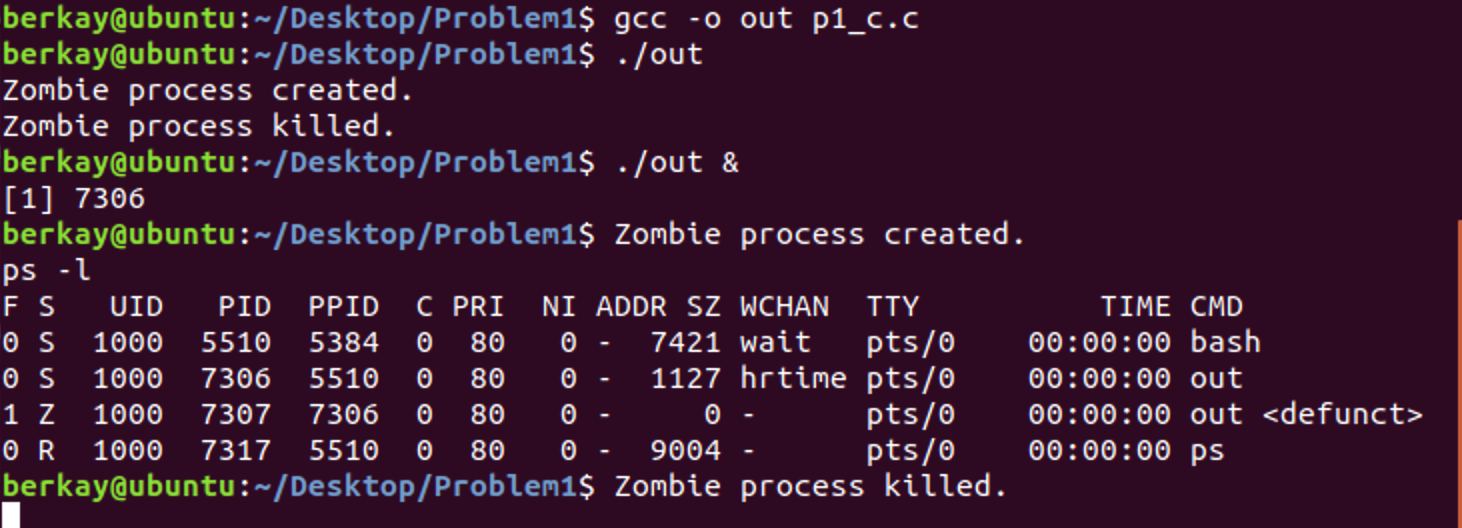 berkay@ubuntu:~/Desktop/Problem1$ gcc -o out p1_c.c
berkay@ubuntu:~/Desktop/Problem1$ ./out
Zombie process created.
Zombie process killed.
berkay@ubuntu:~/Desktop/Problem1$ ./out &
[1] 7306
berkay@ubuntu:~/Desktop/Problem1$ Zombie process created.
ps -l
F S   UID   PID  PPID  C PRI  NI ADDR SZ WCHAN  TTY          TIME CMD
0 S  1000  5510  5384  0  80   0 -  7421 wait   pts/0    00:00:00 bash
0 S  1000  7306  5510  0  80   0 -  1127 hrtime pts/0    00:00:00 out
1 Z  1000  7307  7306  0  80   0 -     0 -      pts/0    00:00:00 out <defunct>
0 R  1000  7317  5510  0  80   0 -  9004 -      pts/0    00:00:00 ps
berkay@ubuntu:~/Desktop/Problem1$ Zombie process killed.